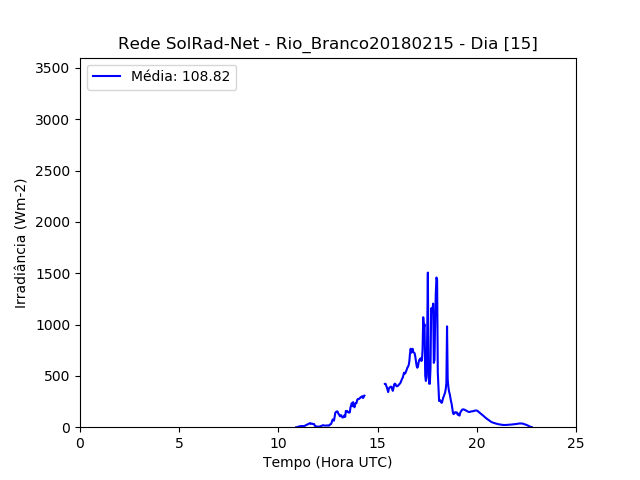 Rede SolRad-Net - Rio_Branco20180215 - Dia [15]
Média: 108.82
Irradiância (Wm-2)
3500
3000
2500
2000
1500
1000
500
0
0 5 10 15 20 25
Tempo (Hora UTC)